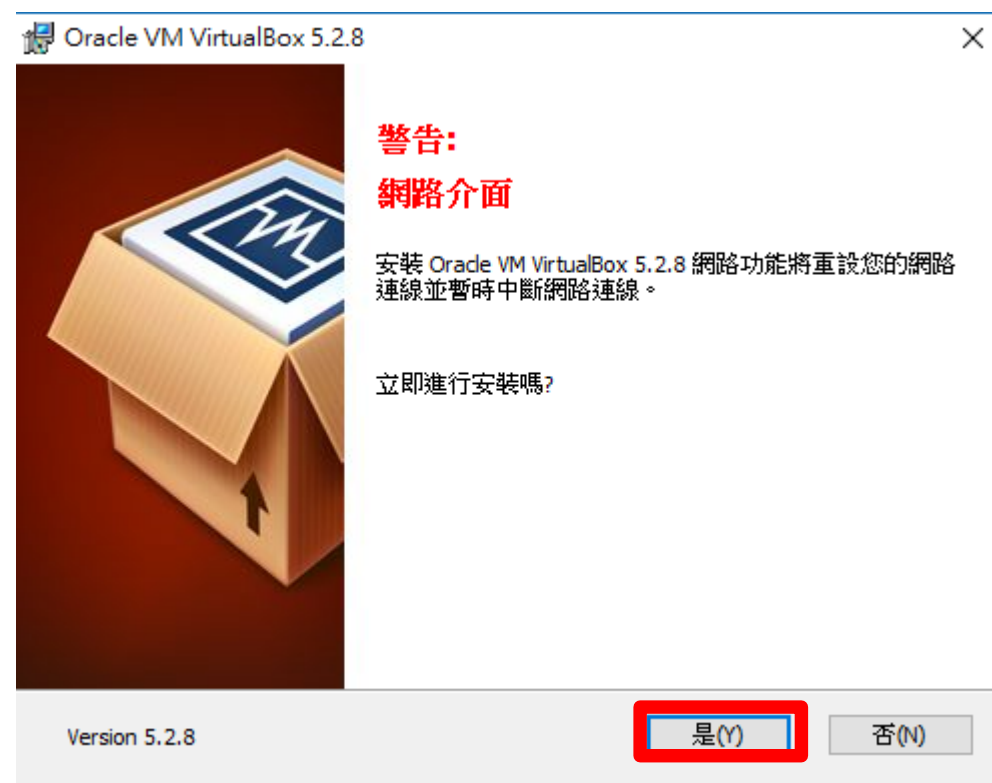 Oracle VM VirtualBox 5.2.8
警告:
網路介面
安裝 Oracle VM VirtualBox 5.2.8 網路功能將重設您的網路
連線並暫時中斷網路連線。
立即進行安裝嗎?
Version 5.2.8
是(Y)
否(N)